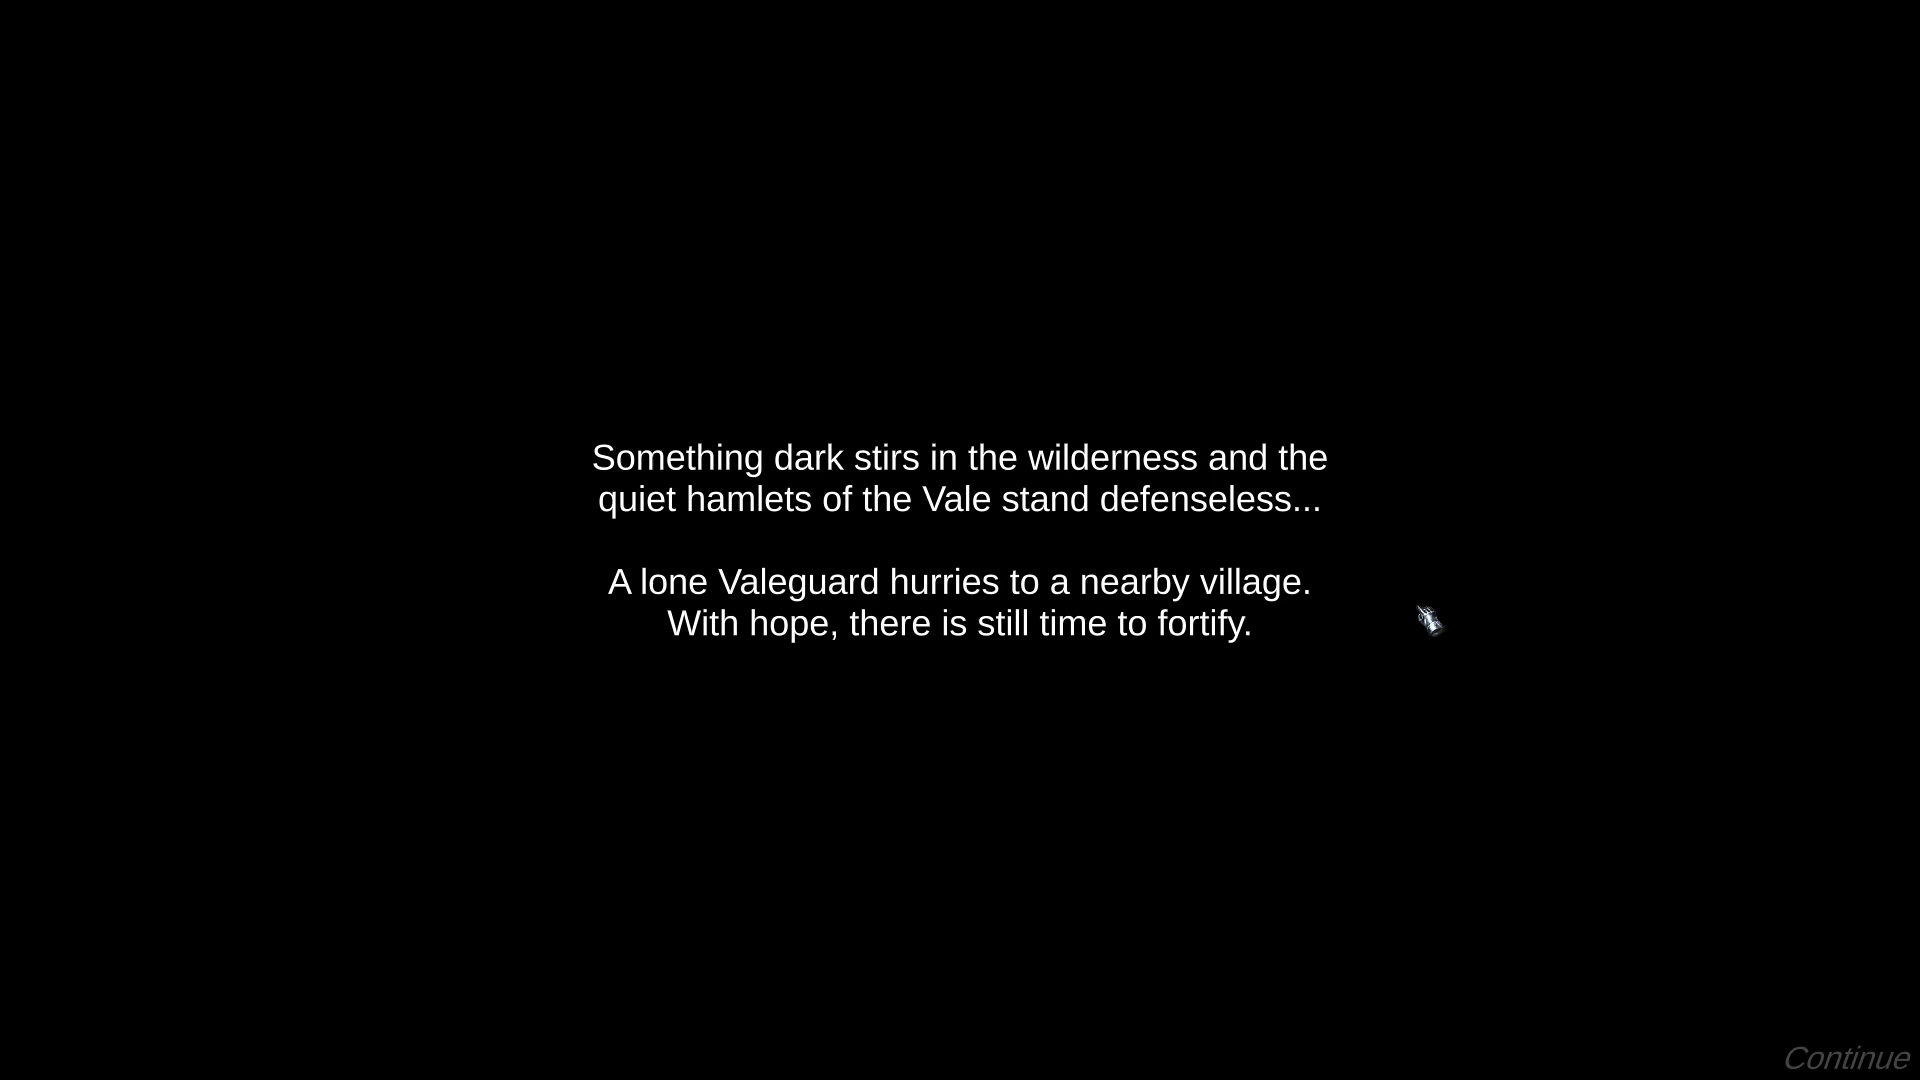 Something dark stirs in the wilderness and the
quiet hamlets of the Vale stand defenseless...
A lone Valeguard hurries to a nearby village.
With hope, there is still time to fortify.
Continue